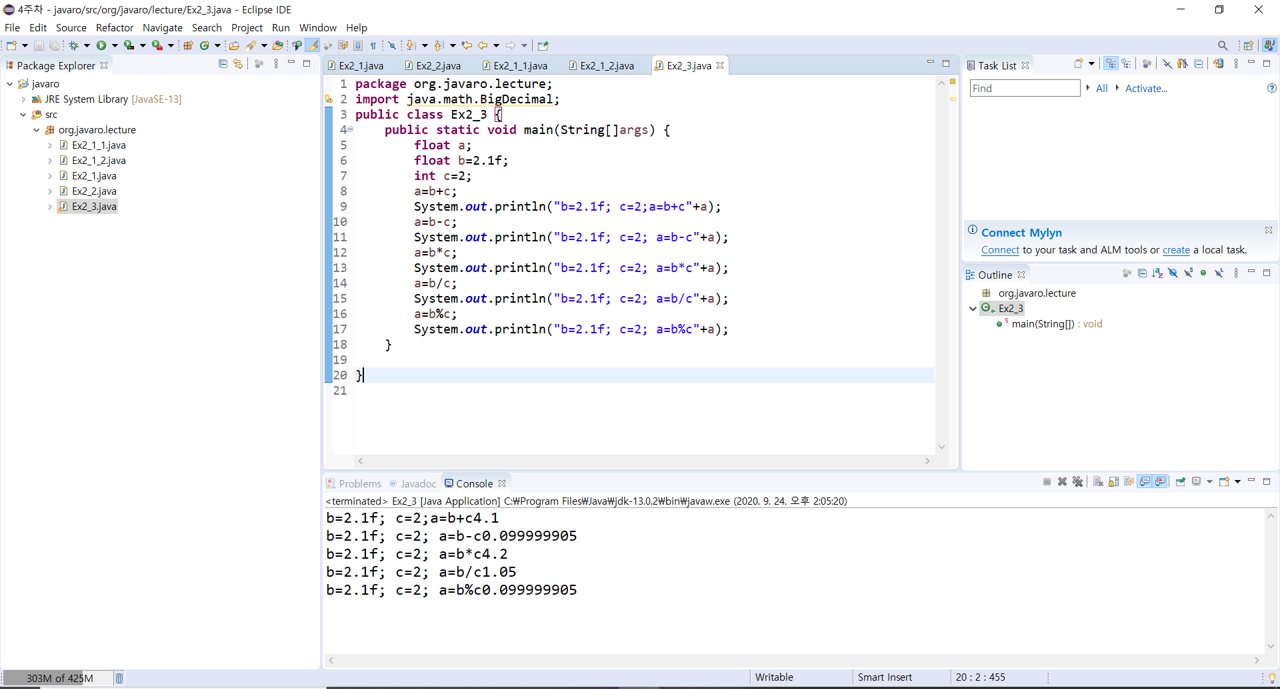 4주차 - javaro/src/org/javaro/lecture/Ex2_3.java - Eclipse IDE
File Edit Source Refactor Navigate Search Project Run Window Help
Package Explorer
javaro
JRE System Library [JavaSE-13]
src
org.javaro.lecture
Ex2_1_1.java
Ex2_1_2.java
Ex2_1.java
Ex2_2.java
Ex2_3.java
Ex2_1.java Ex2_2.java Ex2_1_1.java Ex2_1_2.java Ex2_3.java
1 package org.javaro.lecture;
2 import java.math.BigDecimal;
3 public class Ex2_3 {
4 public static void main(String[]args) {
5 float a;
6 float b=2.1f;
7 int c=2;
8 a=b+c;
9 System.out.println("b=2.1f; c=2;a=b+c"+a);
10 a=b-c;
11 System.out.println("b=2.1f; c=2; a=b-c"+a);
12 a=b*c;
13 System.out.println("b=2.1f; c=2; a=b*c"+a);
14 a=b/c;
15 System.out.println("b=2.1f; c=2; a=b/c"+a);
16 a=b%c;
17 System.out.println("b=2.1f; c=2; a=b%c"+a);
18 }
19
20 }
21
Task List
Find All Activate...
Connect Mylyn
Connect to your task and ALM tools or create a local task.
Outline
org.javaro.lecture
Ex2_3
main(String[]) : void
Problems Javadoc Console
<terminated> Ex2_3 [Java Application] C:₩Program Files₩Java₩jdk-13.0.2₩bin₩javaw.exe (2020. 9. 24. 오후 2:05:20)
b=2.1f; c=2;a=b+c4.1
b=2.1f; c=2; a=b-c0.099999905
b=2.1f; c=2; a=b*c4.2
b=2.1f; c=2; a=b/c1.05
b=2.1f; c=2; a=b%c0.099999905
303M of 425M Writable Smart Insert 20 : 2 : 455